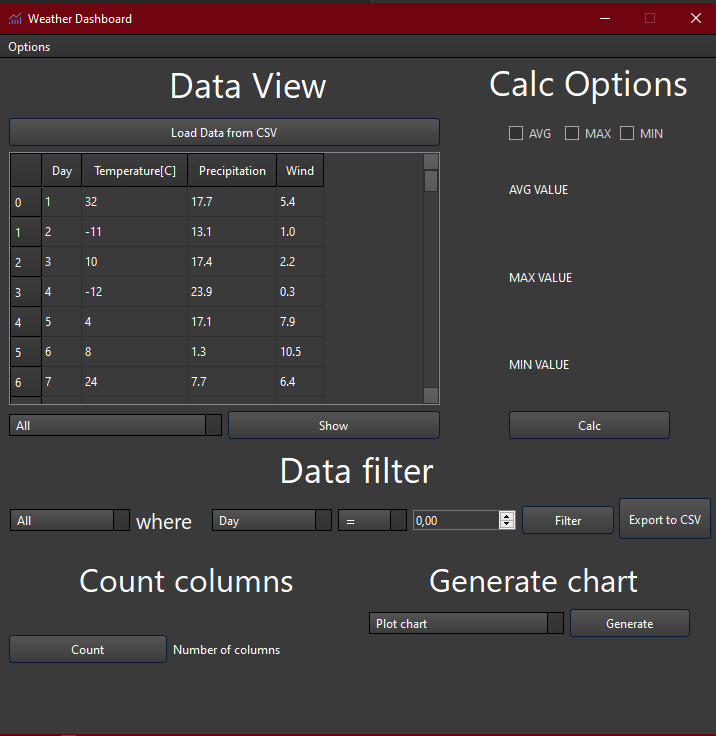 Weather Dashboard
Options
Data View
Calc Options
Load Data from CSV
AVG MAX MIN
Day Temperature[C] Precipitation Wind
0 1 32 17.7 5.4
1 2 -11 13.1 1.0
2 3 10 17.4 2.2
3 4 -12 23.9 0.3
4 5 4 17.1 7.9
5 6 8 1.3 10.5
6 7 24 7.7 6.4
AVG VALUE
MAX VALUE
MIN VALUE
All Show Calc
Data filter
All where Day = 0,00 Filter Export to CSV
Count columns
Generate chart
Plot chart Generate
Count Number of columns